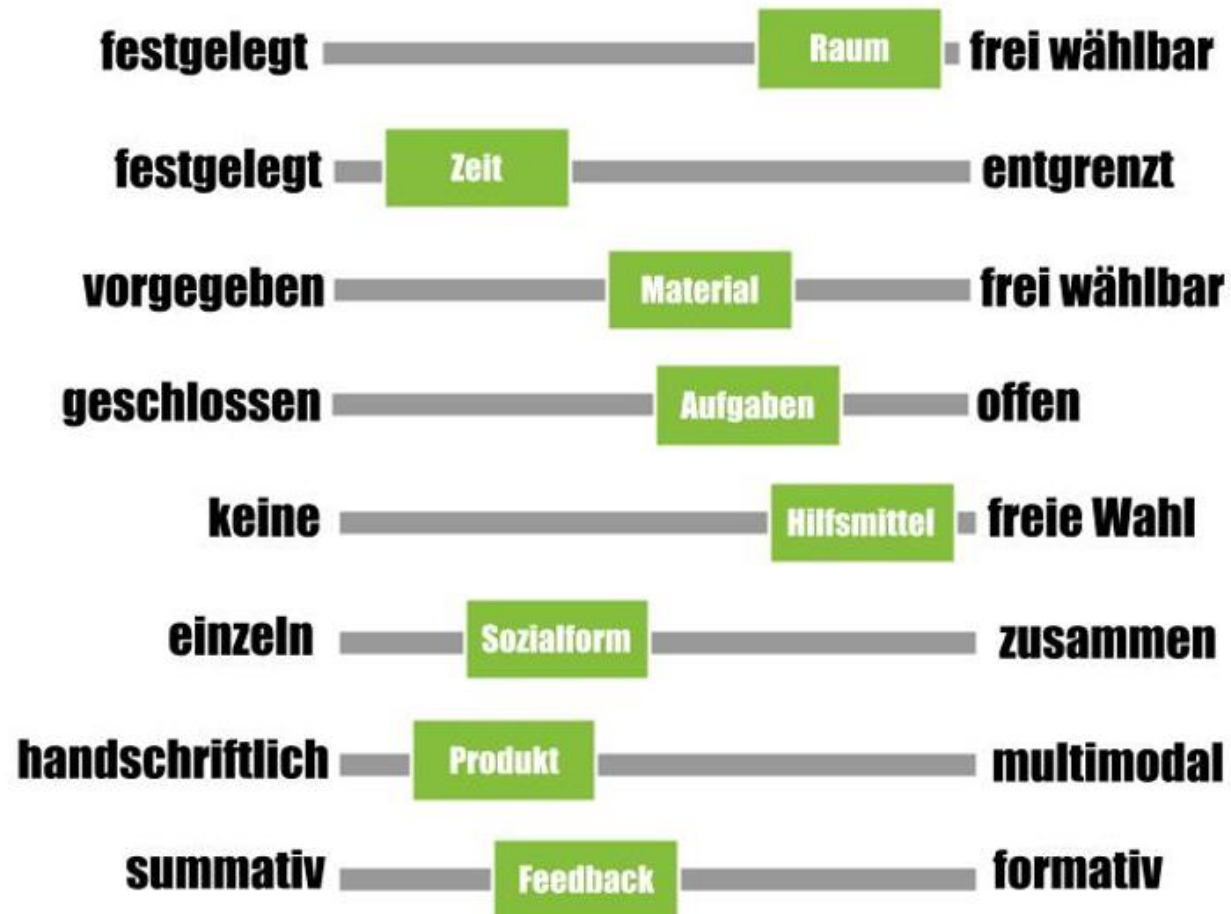 festgelegt Raum frei wählbar
festgelegt Zeit entgrenzt
vorgegeben Material frei wählbar
geschlossen Aufgaben offen
keine Hilfsmittel freie Wahl
einzeln Sozialform zusammen
handschriftlich Produkt multimodal
summativ Feedback formativ